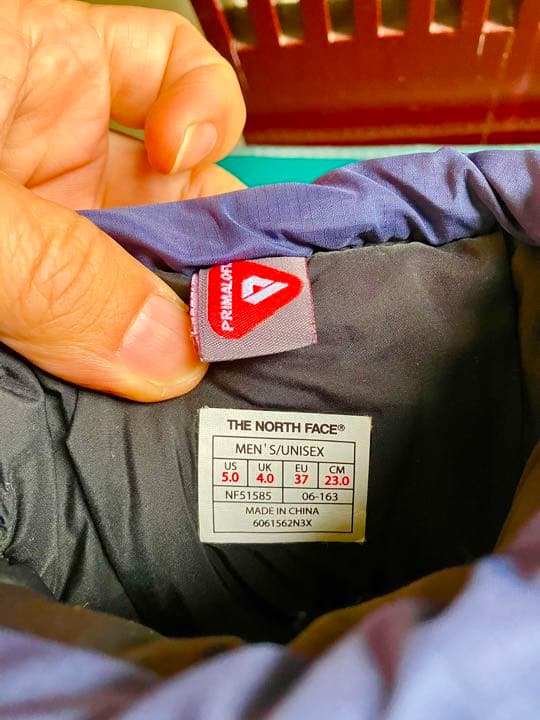 PRIMALOFT
THE NORTH FACE®
MEN'S/UNISEX
US UK EU CM
5.0 4.0 37 23.0
NF51585 06-163
MADE IN CHINA
6061562N3X